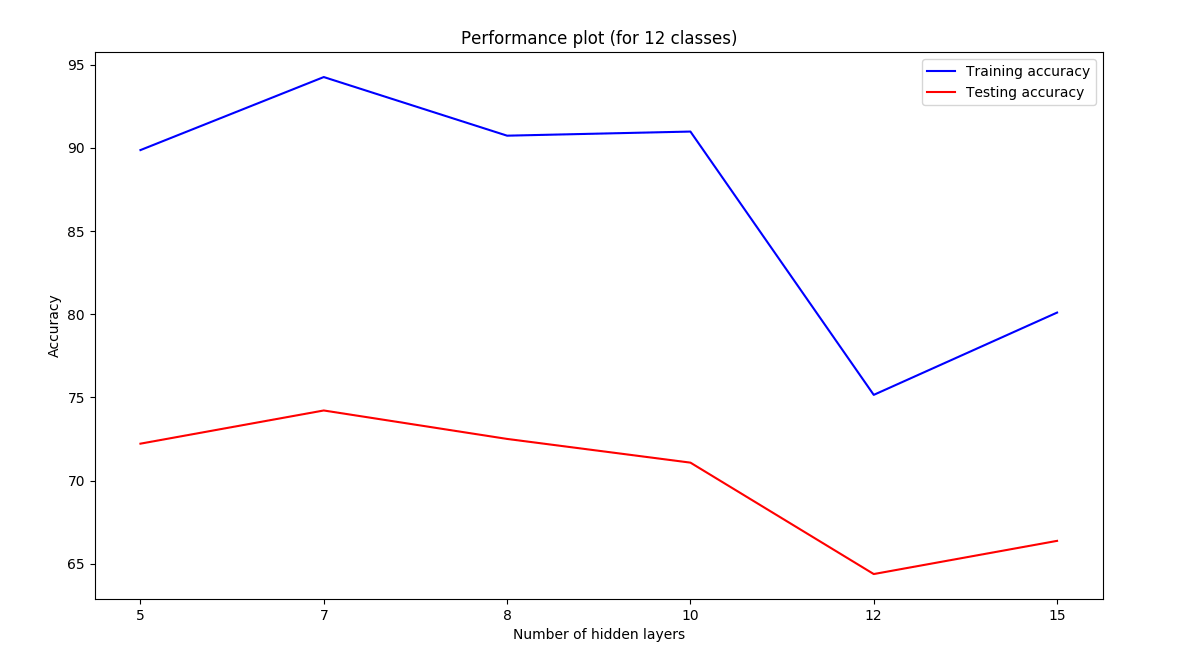 Performance plot (for 12 classes)
Training accuracy
Testing accuracy
Accuracy
95
90
85
80
75
70
65
5 7 8 10 12 15
Number of hidden layers